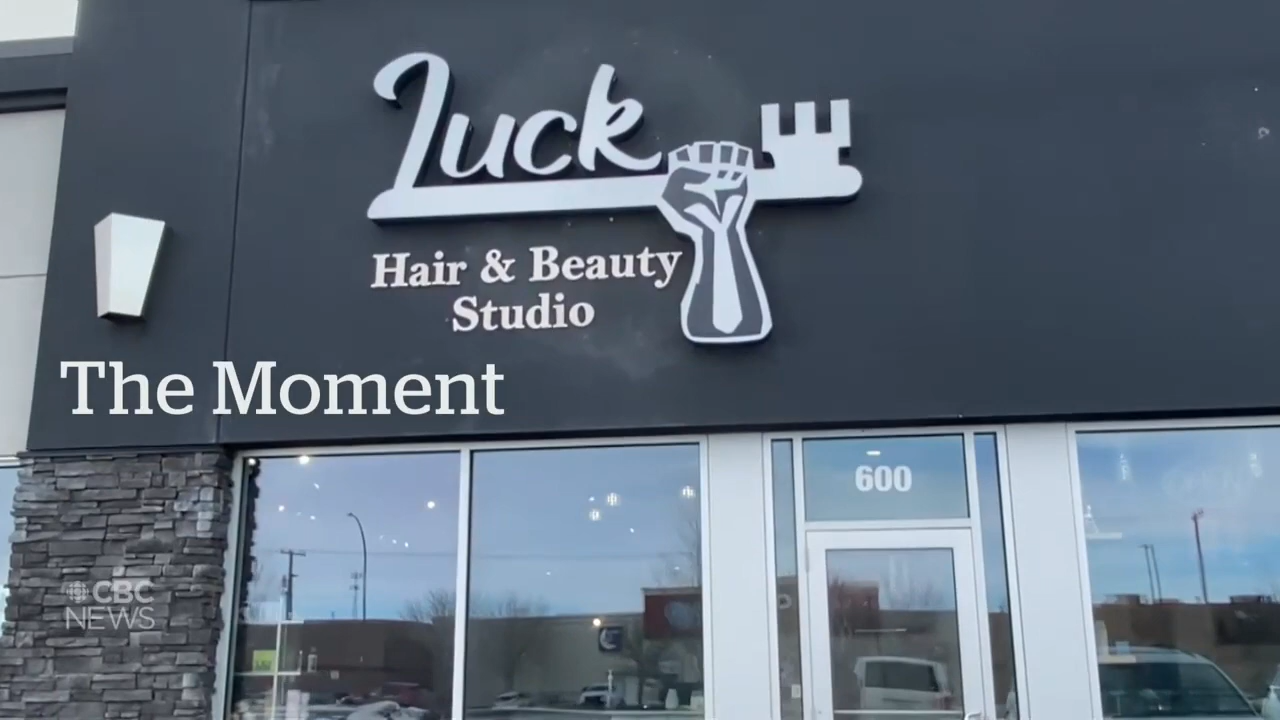 Luck
Hair & Beauty
Studio
The Moment
600
CBC
NEWS